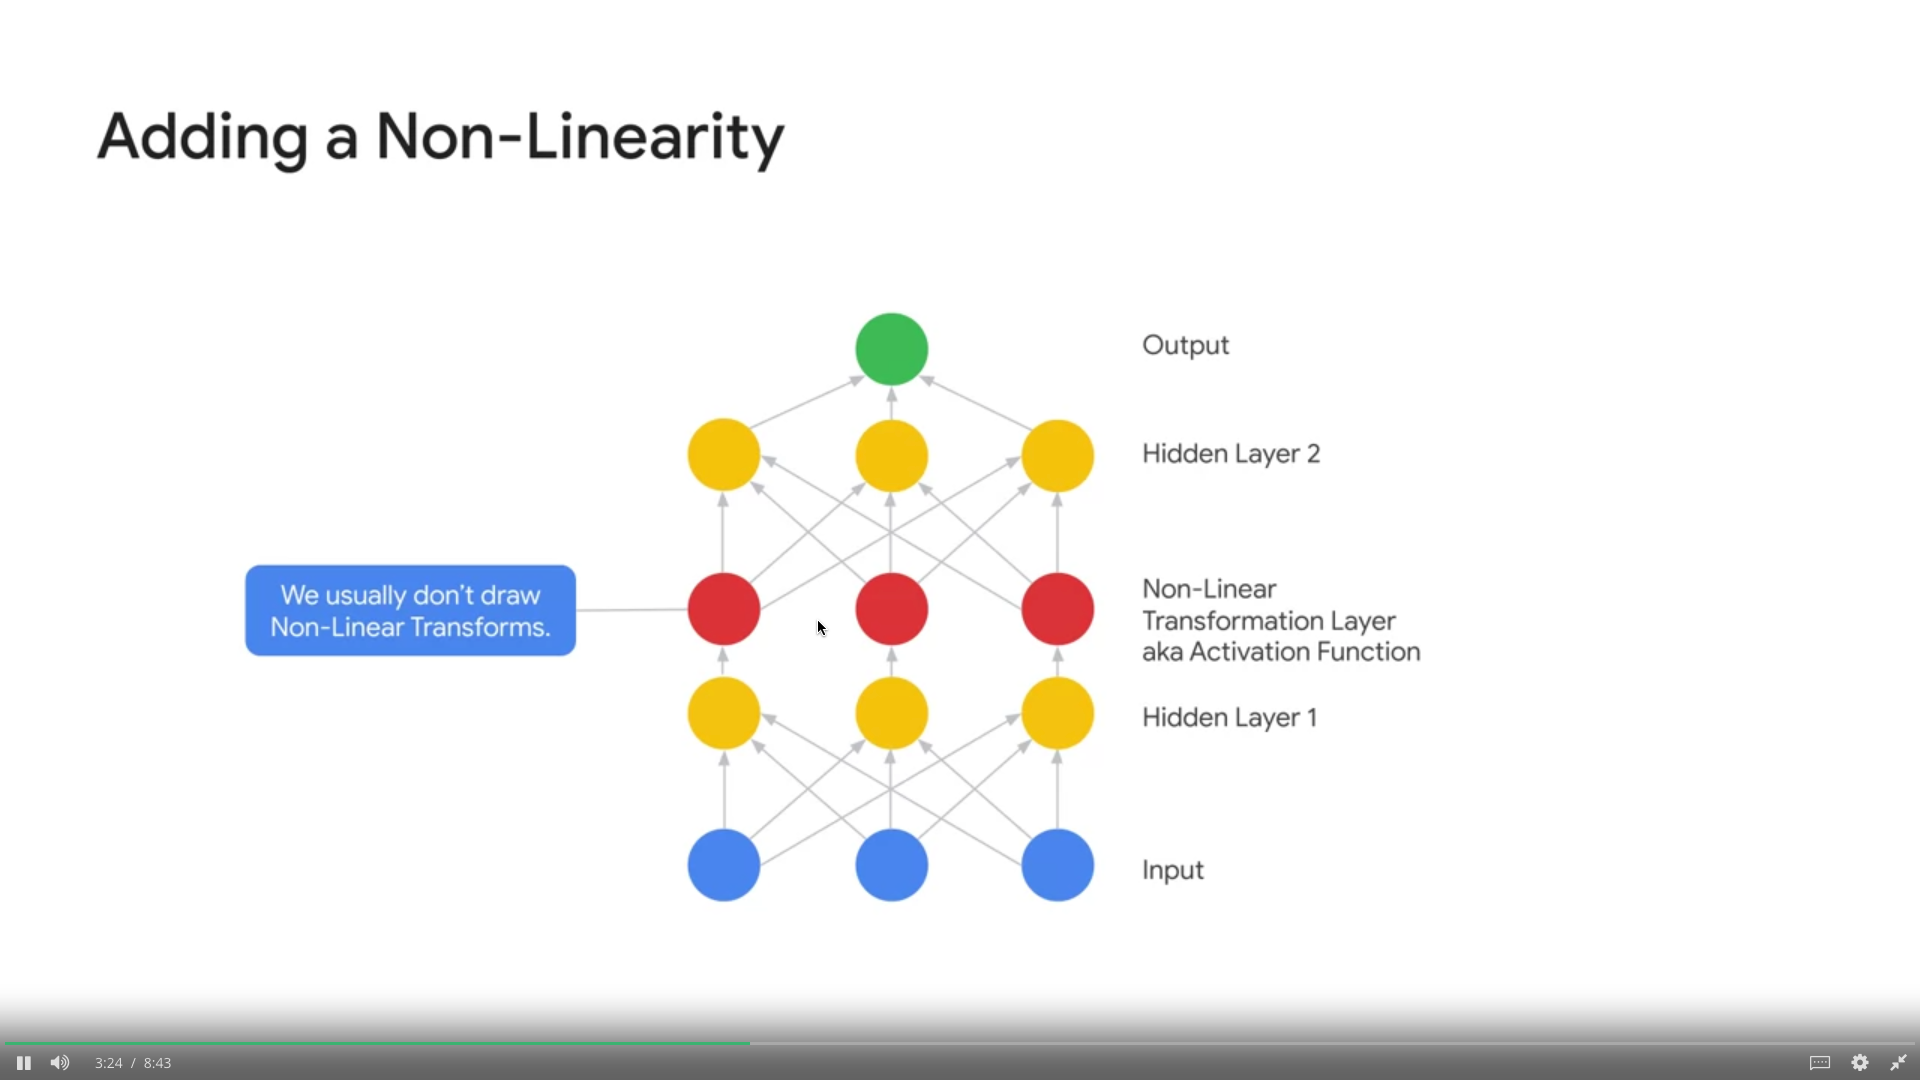 Adding a Non-Linearity
Output
Hidden Layer 2
We usually don't draw
Non-Linear Transforms.
Non-Linear
Transformation Layer
aka Activation Function
Hidden Layer 1
Input
3:24 / 8:43